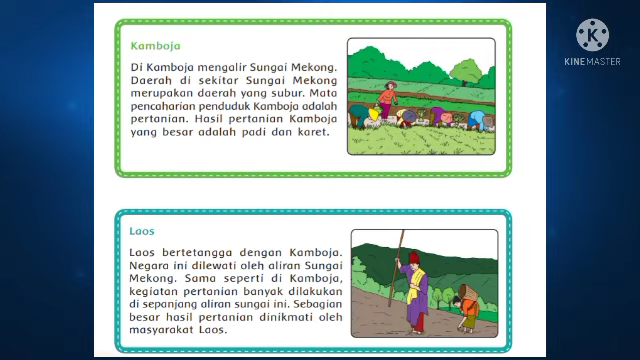 Kamboja
Di Kamboja mengalir Sungai Mekong.
Daerah di sekitar Sungai Mekong
merupakan daerah yang subur. Mata
pencaharian penduduk Kamboja adalah
pertanian. Hasil pertanian Kamboja
yang besar adalah padi dan karet.
Laos
Laos bertetangga dengan Kamboja.
Negara ini dilewati oleh aliran Sungai
Mekong. Sama seperti di Kamboja,
kegiatan pertanian banyak dilakukan
di sepanjang aliran sungai ini. Sebagian
besar hasil pertanian dinikmati oleh
masyarakat Laos.
K
KINEMASTER